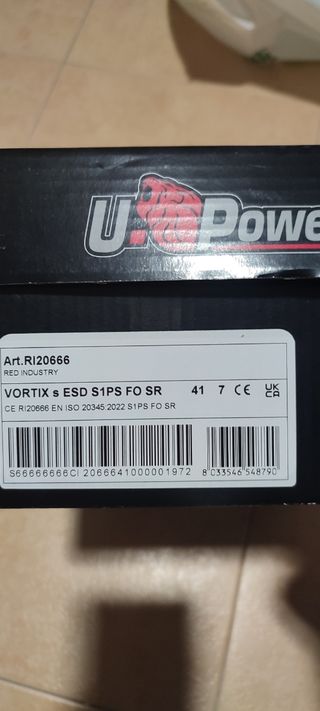 U Powe
Art.RI20666
RED INDUSTRY
VORTIX s ESD S1PS FO SR 41 7 CE UK CA
CE RI20666 EN ISO 20345:2022 S1PS FO SR
S66666666CI 2066641000001972 8 033546 548790